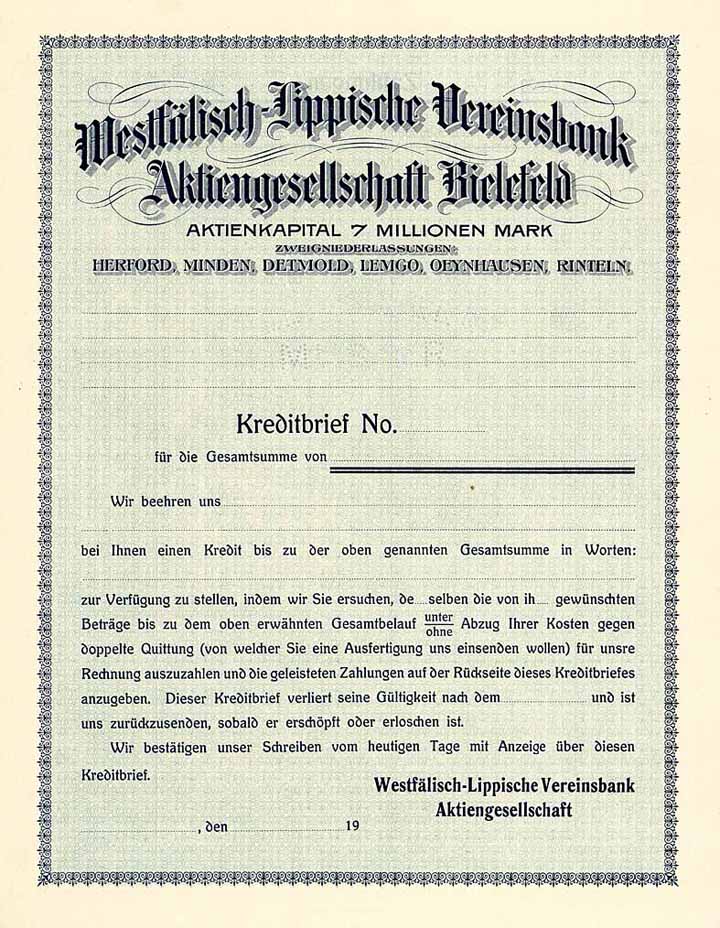 Westfälisch-Lippische Vereinsbank
Aktiengesellschaft Bielefeld
AKTIENKAPITAL 7 MILLIONEN MARK
ZWEIGNIEDERLASSUNGEN:
HERFORD, MINDEN, DETMOLD, LEMGO, OEYNHAUSEN, RINTELN.
Kreditbrief No.
für die Gesamtsumme von
Wir beehren uns
bei Ihnen einen Kredit bis zu der oben genannten Gesamtsumme in Worten:
zur Verfügung zu stellen, indem wir Sie ersuchen, de....selben die von ih.... gewünschten
Beträge bis zu dem oben erwähnten Gesamtbelauf unter/ohne Abzug Ihrer Kosten gegen
doppelte Quittung (von welcher Sie eine Ausfertigung uns einsenden wollen) für unsre
Rechnung auszuzahlen und die geleisteten Zahlungen auf der Rückseite dieses Kreditbriefes
anzugeben. Dieser Kreditbrief verliert seine Gültigkeit nach dem.................... und ist
uns zurückzusenden, sobald er erschöpft oder erloschen ist.
Wir bestätigen unser Schreiben vom heutigen Tage mit Anzeige über diesen
Kreditbrief.
Westfälisch-Lippische Vereinsbank
Aktiengesellschaft
, den 19